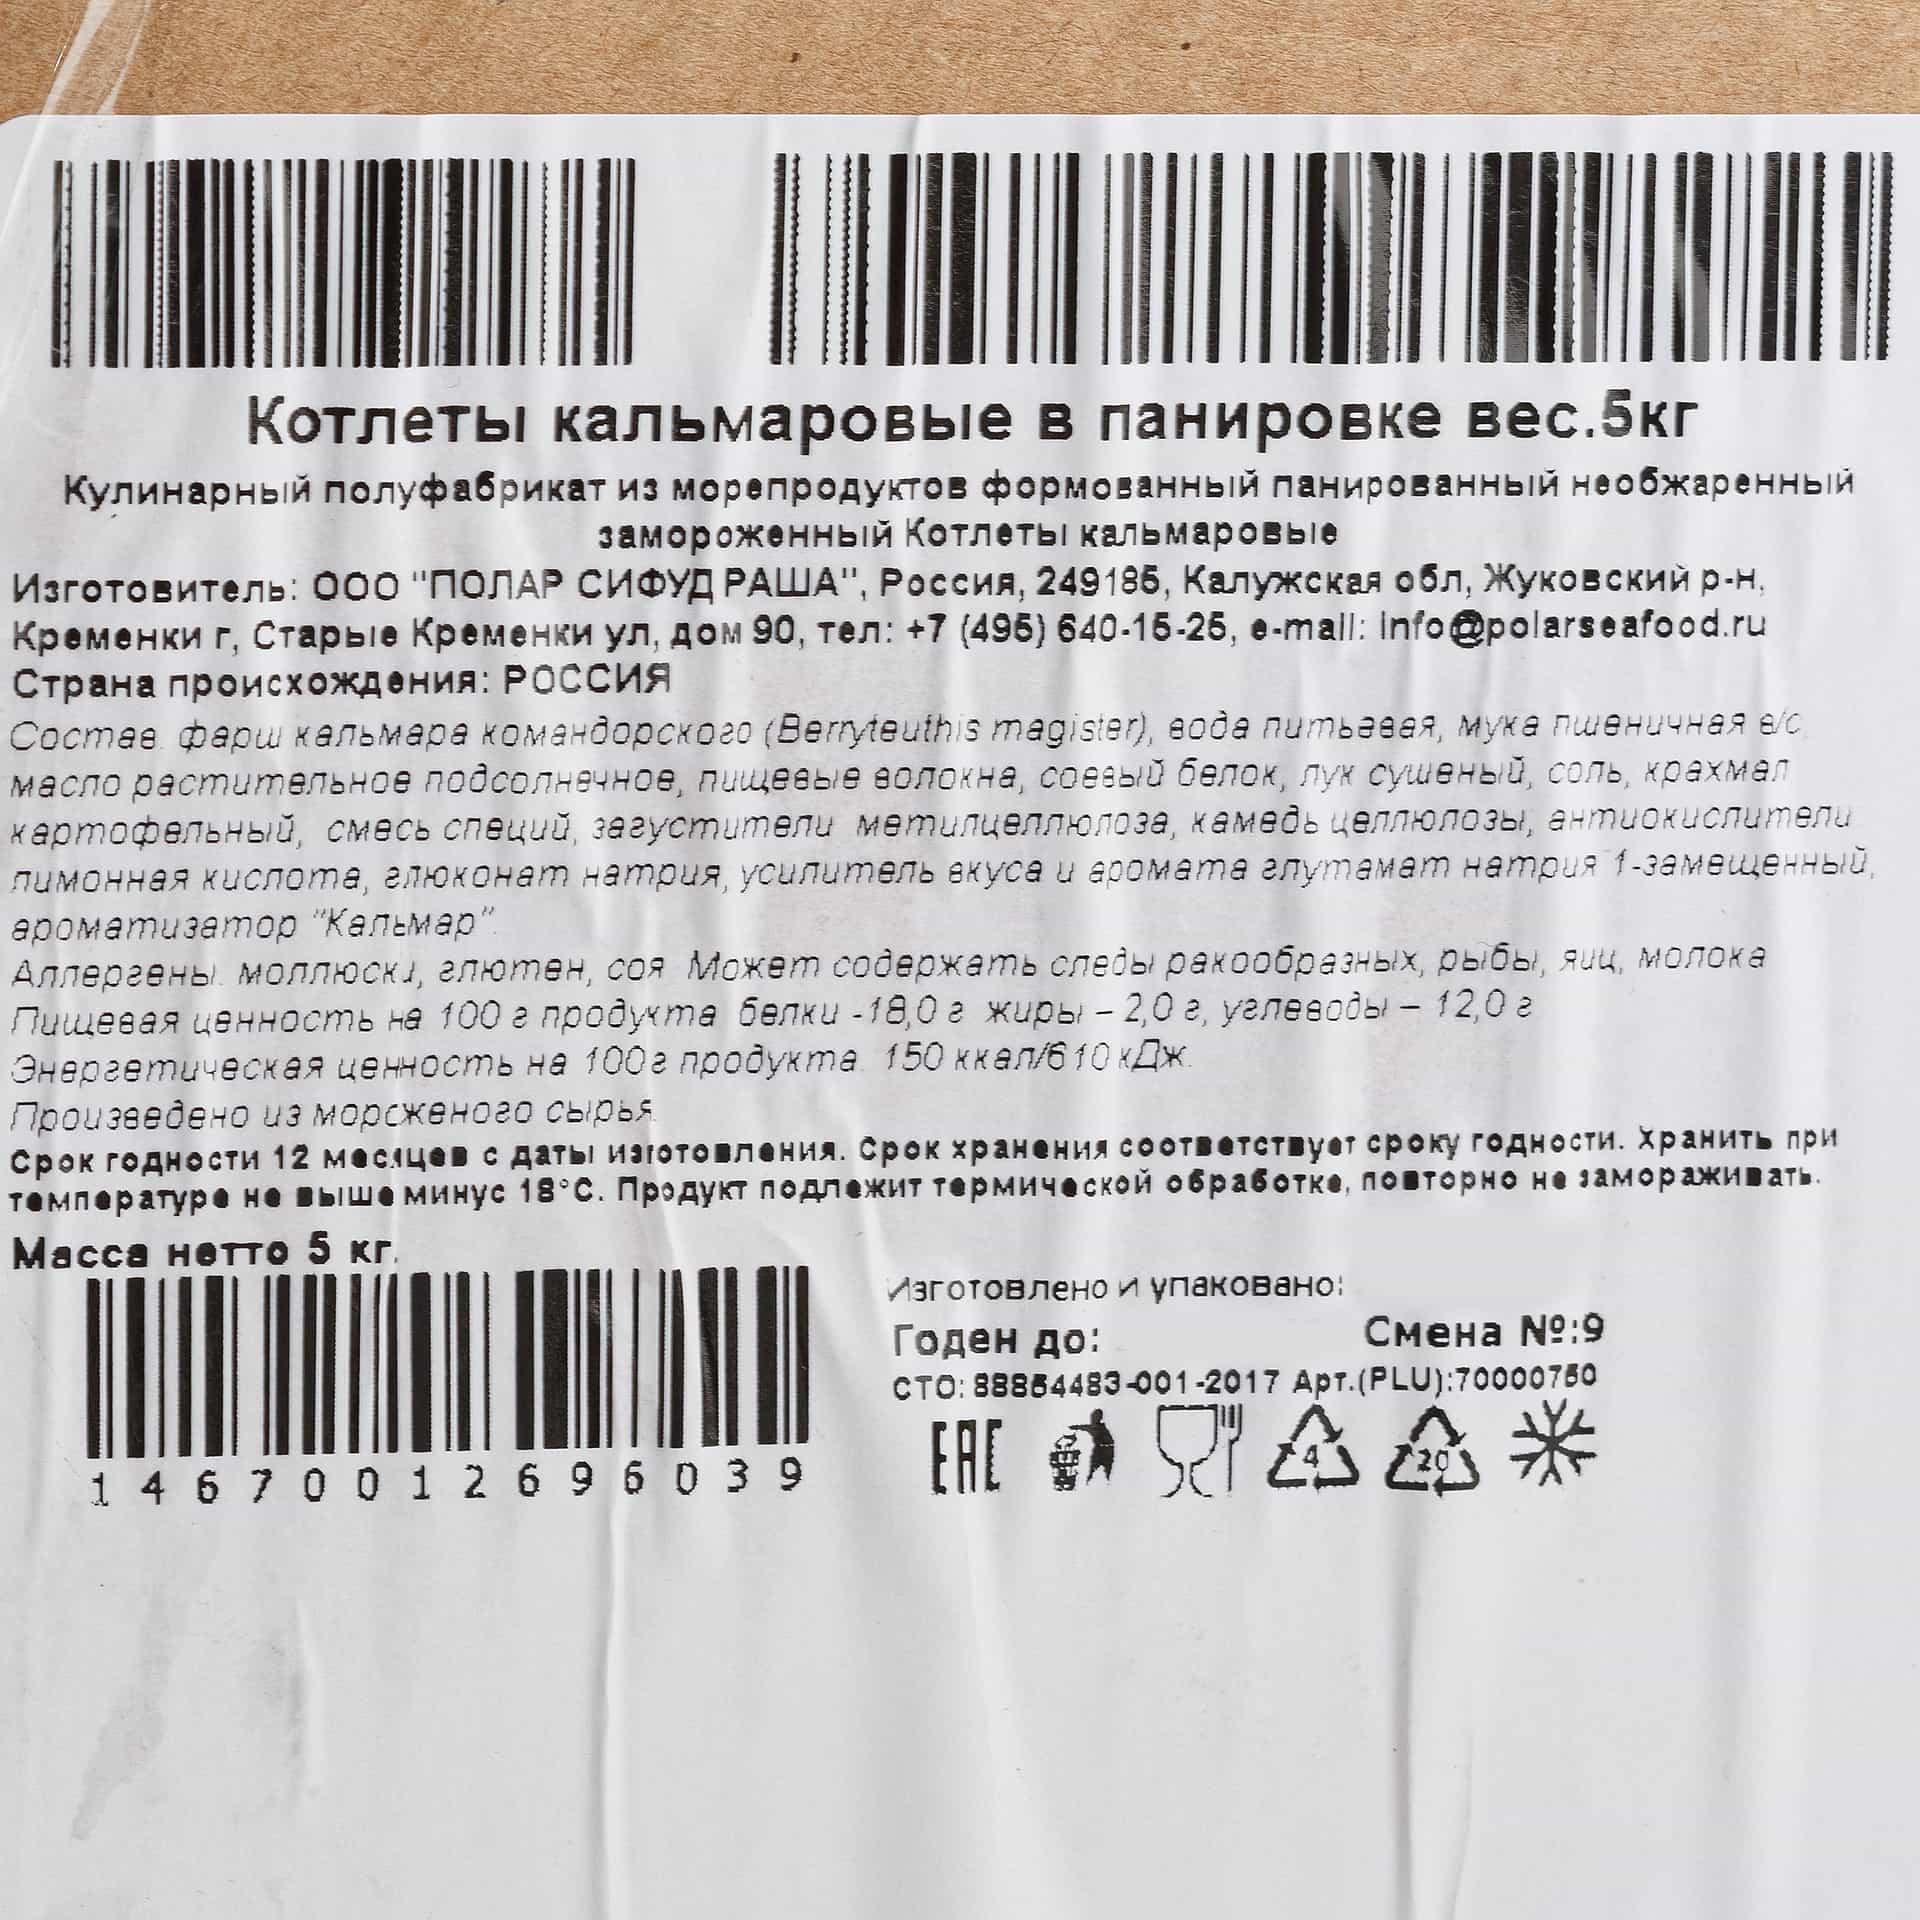 Котлеты кальмаровые в панировке вес.5кг
Кулинарный полуфабрикат из морепродуктов формованный панированный необжаренный
замороженный Котлеты кальмаровые
Изготовитель: ООО "ПОЛАР СИФУД РАША", Россия, 249185, Калужская обл, Жуковский р-н,
Кременки г, Старые Кременки ул, дом 90, тел: +7 (495) 640-15-25, e-mail: info@polarseafood.ru
Страна происхождения: РОССИЯ
Состав: фарш кальмара командорского (Berryteuthis magister), вода питьевая, мука пшеничная в/с,
масло растительное подсолнечное, пищевые волокна, соевый белок, лук сушеный, соль, крахмал
картофельный, смесь специй, загустители: метилцеллюлоза, камедь целлюлозы, антиокислители:
лимонная кислота, глюконат натрия, усилитель вкуса и аромата глутамат натрия 1-замещенный,
ароматизатор "Кальмар".
Аллергены: моллюски, глютен, соя. Может содержать следы ракообразных, рыбы, яиц, молока
Пищевая ценность на 100 г продукта: белки -18,0 г, жиры – 2,0 г, углеводы – 12,0 г
Энергетическая ценность на 100г продукта: 150 ккал/610 кДж.
Произведено из мороженого сырья.
Срок годности 12 месяцев с даты изготовления. Срок хранения соответствует сроку годности. Хранить при
температуре не выше минус 18°С. Продукт подлежит термической обработке, повторно не замораживать.
Масса нетто 5 кг.
Изготовлено и упаковано:
Годен до: Смена №:9
СТО: 88854483-001-2017 Арт.(PLU):70000750
14670012696039
EAC 4 20